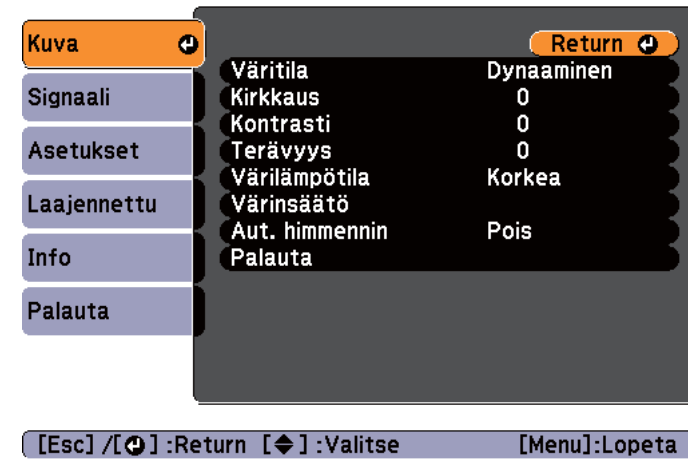 Kuva
Signaali
Asetukset
Laajennettu
Info
Palauta
Return
Väritila Dynaaminen
Kirkkaus 0
Kontrasti 0
Terävyys 0
Värilämpötila Korkea
Värinsäätö
Aut. himmennin Pois
Palauta
[Esc] /[ ] :Return [ ] :Valitse [Menu]:Lopeta